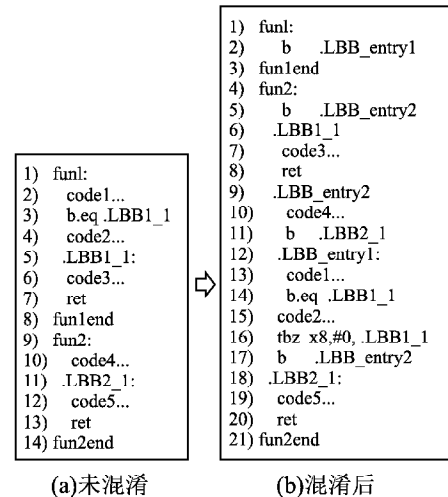 1) funl:
2) code1...
3) b.eq .LBB1_1
4) code2...
5) .LBB1_1:
6) code3...
7) ret
8) fun1end
9) fun2:
10) code4...
11) .LBB2_1:
12) code5...
13) ret
14) fun2end
(a)未混淆
1) funl:
2) b .LBB_entry1
3) fun1end
4) fun2:
5) b .LBB_entry2
6) .LBB1_1
7) code3...
8) ret
9) .LBB_entry2
10) code4...
11) b .LBB2_1
12) .LBB_entry1:
13) code1...
14) b.eq .LBB1_1
15) code2...
16) tbz x8,#0, .LBB1_1
17) b .LBB_entry2
18) .LBB2_1:
19) code5...
20) ret
21) fun2end
(b)混淆后